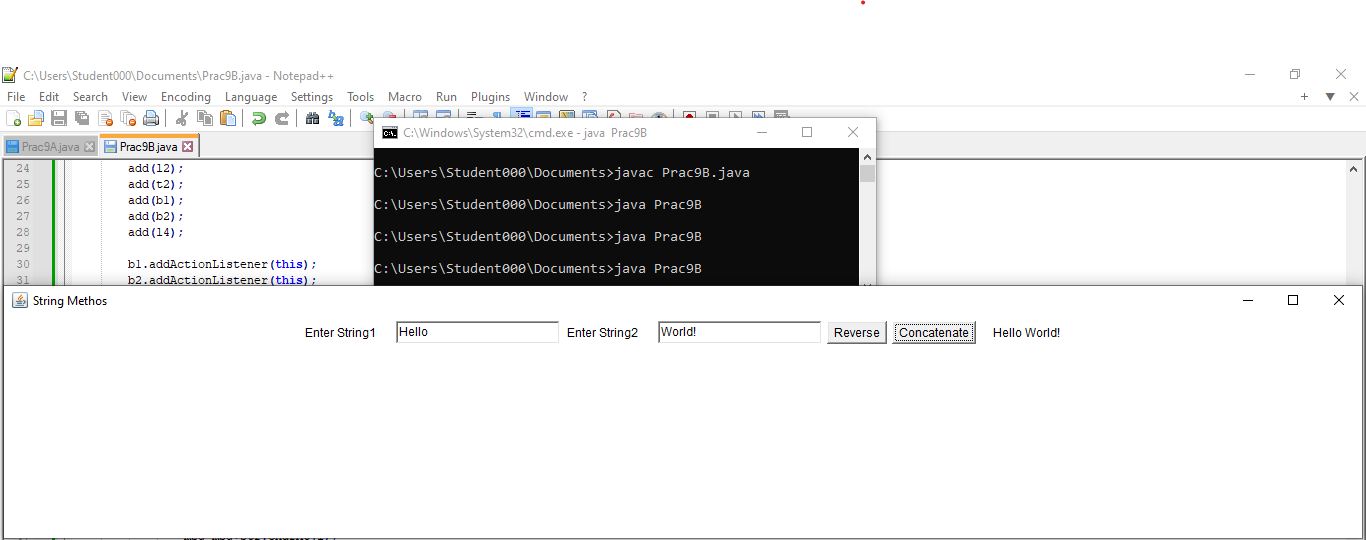 C:\Users\Student000\Documents\Prac9B.java - Notepad++
File Edit Search View Encoding Language Settings Tools Macro Run Plugins Window ?
C:\Windows\System32\cmd.exe - java Prac9B
Prac9A.java Prac9B.java
24 add(l2);
25 add(t2);
26 add(b1);
27 add(b2);
28 add(l4);
29
30 b1.addActionListener(this);
31 b2.addActionListener(this);
C:\Users\Student000\Documents>javac Prac9B.java
C:\Users\Student000\Documents>java Prac9B
C:\Users\Student000\Documents>java Prac9B
C:\Users\Student000\Documents>java Prac9B
String Methos
Enter String1 Hello Enter String2 World! Reverse Concatenate Hello World!